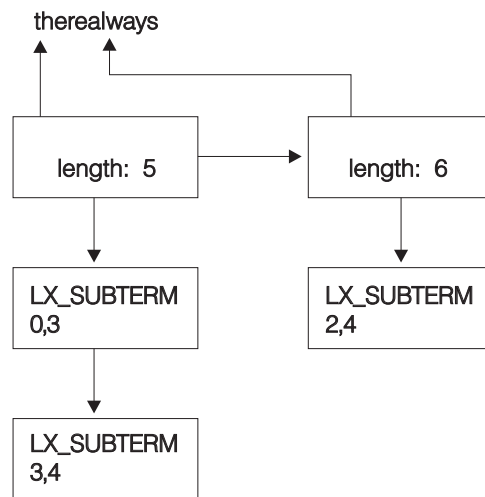 therealways
length: 5
length: 6
LX_SUBTERM
0,3
LX_SUBTERM
2,4
LX_SUBTERM
3,4